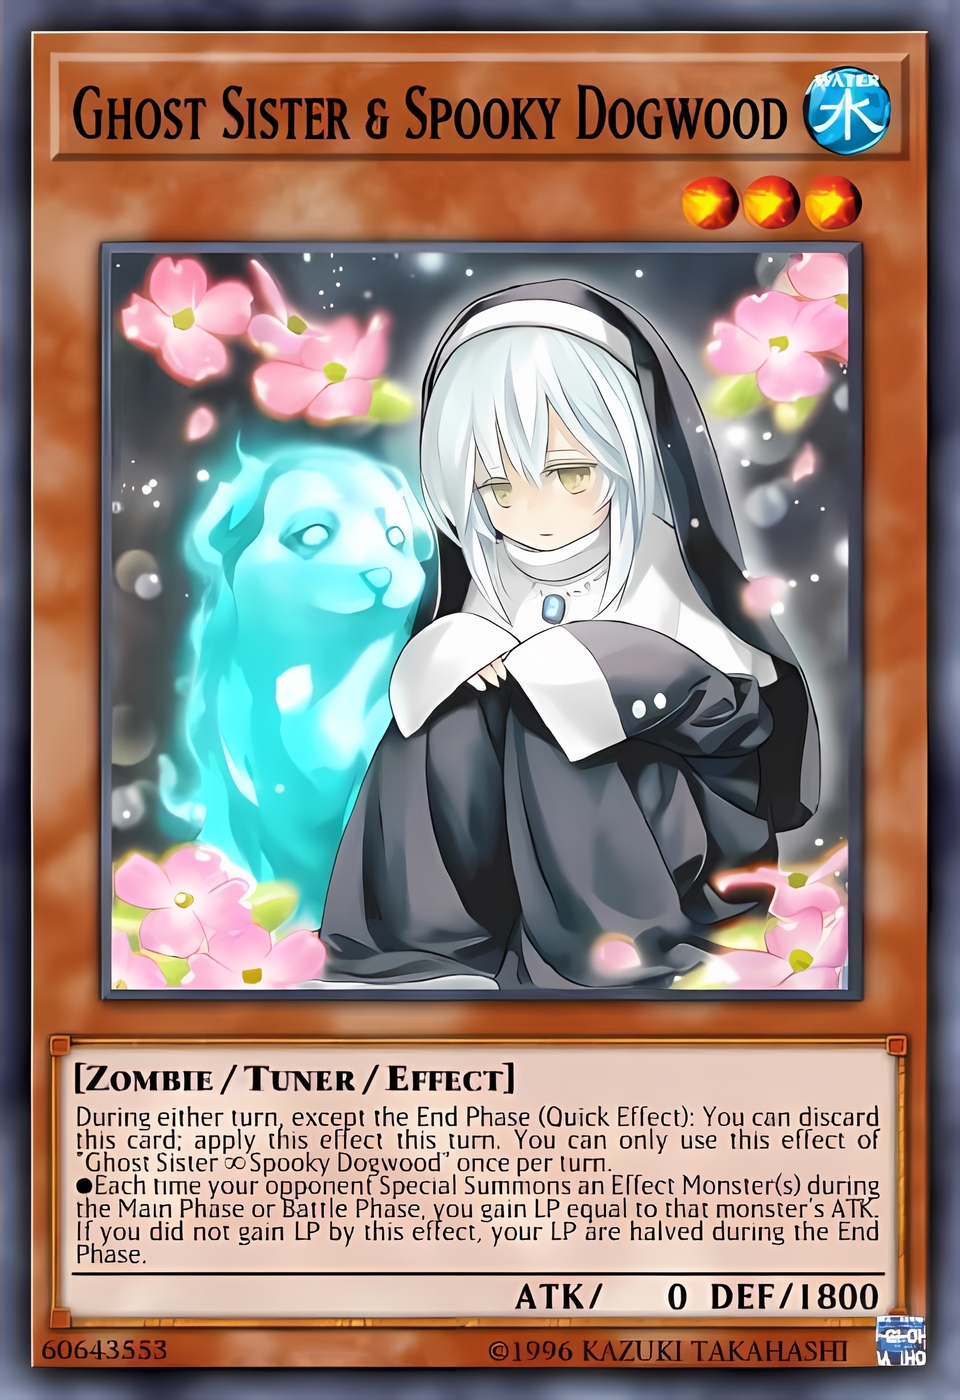 GHOST SISTER & SPOOKY DOGWOOD
WATER
水
[ZOMBIE / TUNER / EFFECT]
During either turn, except the End Phase (Quick Effect): You can discard
this card; apply this effect this turn. You can only use this effect of
"Ghost Sister ∞ Spooky Dogwood" once per turn.
●Each time your opponent Special Summons an Effect Monster(s) during
the Main Phase or Battle Phase, you gain LP equal to that monster's ATK.
If you did not gain LP by this effect, your LP are halved during the End
Phase.
ATK/ 0 DEF/1800
60643553 ©1996 KAZUKI TAKAHASHI